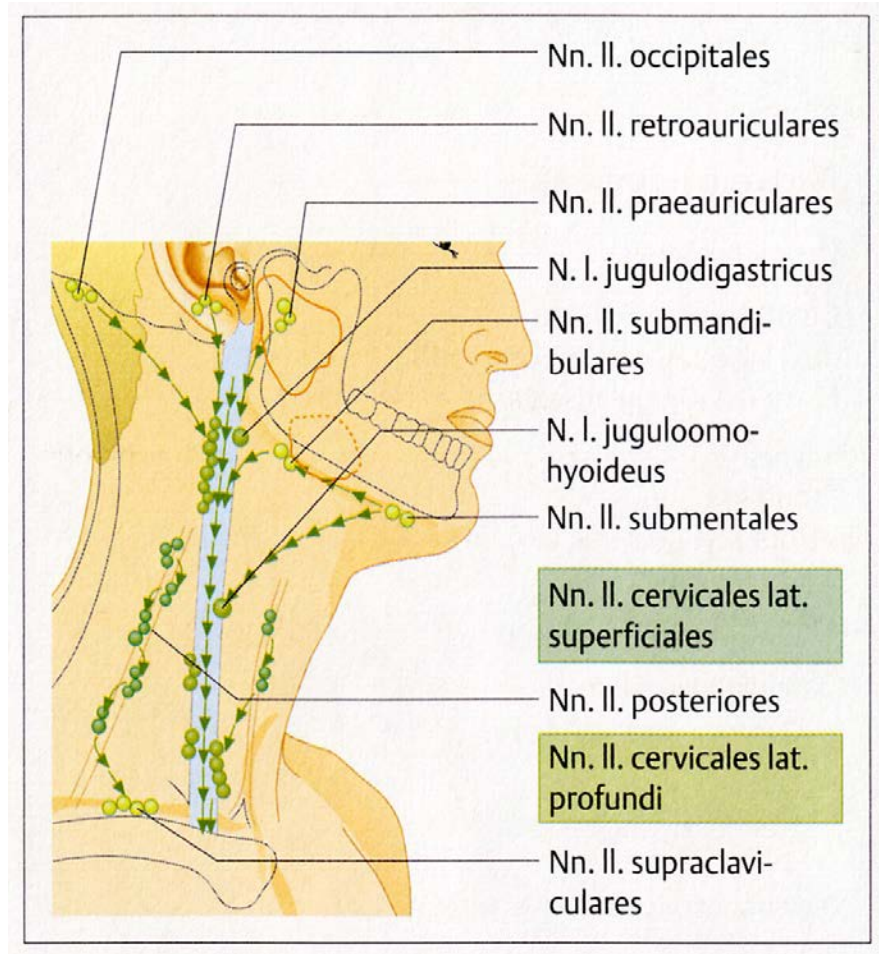 Nn. ll. occipitales
Nn. ll. retroauriculares
Nn. ll. praeauriculares
N. l. jugulodigastricus
Nn. ll. submandi-
bulares
N. l. juguloomo-
hyoideus
Nn. ll. submentales
Nn. ll. cervicales lat.
superficiales
Nn. ll. posteriores
Nn. ll. cervicales lat.
profundi
Nn. ll. supraclavi-
culares